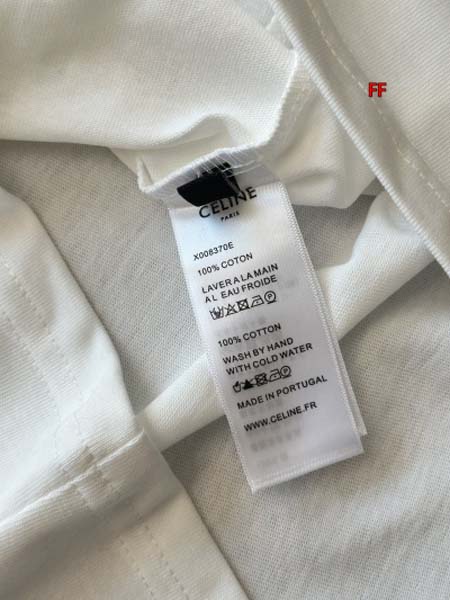 FF
CELINE
PARIS
X008370E
100% COTON
LAVER A LA MAIN
A L EAU FROIDE
100% COTTON
WASH BY HAND
WITH COLD WATER
MADE IN PORTUGAL
WWW.CELINE.FR